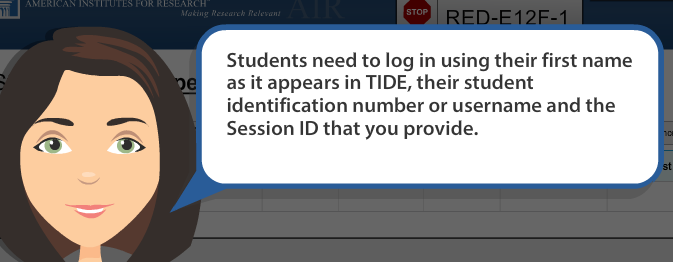 AMERICAN INSTITUTES FOR RESEARCH
Making Research Relevant
AIR
STOP
RED-E12F-1
Students need to log in using their first name
as it appears in TIDE, their student
identification number or username and the
Session ID that you provide.